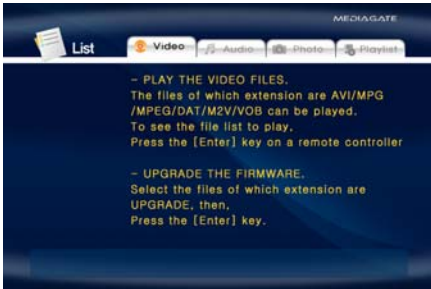 MEDIAGATE
List
Video
Audio
Photo
Playlist
- PLAY THE VIDEO FILES.
The files of which extension are AVI/MPG
/MPEG/DAT/M2V/VOB can be played.
To see the file list to play,
Press the [Enter] key on a remote controller
- UPGRADE THE FIRMWARE.
Select the files of which extension are
UPGRADE, then,
Press the [Enter] key.